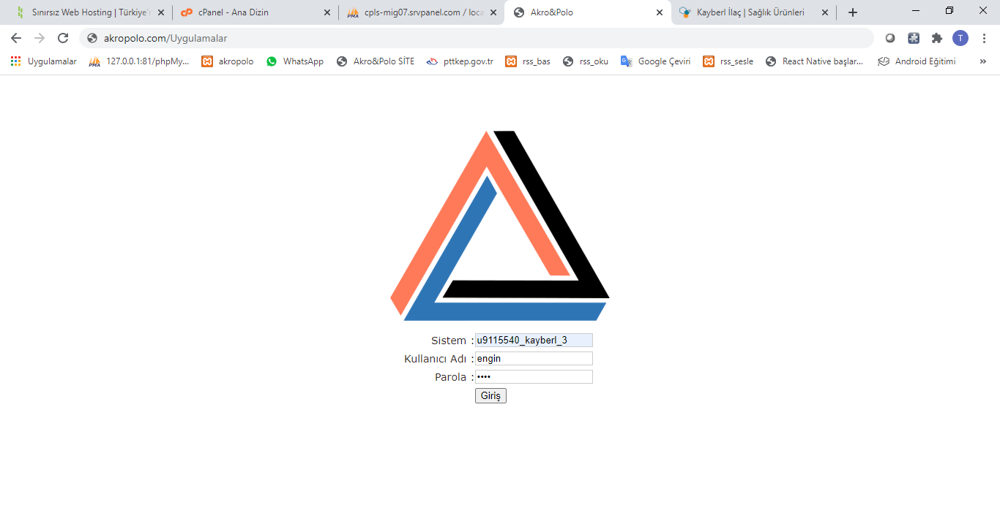 Sınırsız Web Hosting | Türkiye'n
cPanel - Ana Dizin
cpls-mig07.srvpanel.com / loca
Akro&Polo
Kayberl İlaç | Sağlık Ürünleri
akropolo.com/Uygulamalar
T
Uygulamalar
PMA
127.0.0.1:81/phpMy...
akropolo
WhatsApp
Akro&Polo SİTE
pttkep.gov.tr
rss_bas
rss_oku
Google Çeviri
rss_sesle
React Native başlar...
Android Eğitimi
Sistem : u9115540_kayberl_3
Kullanıcı Adı : engin
Parola : ••••
Giriş